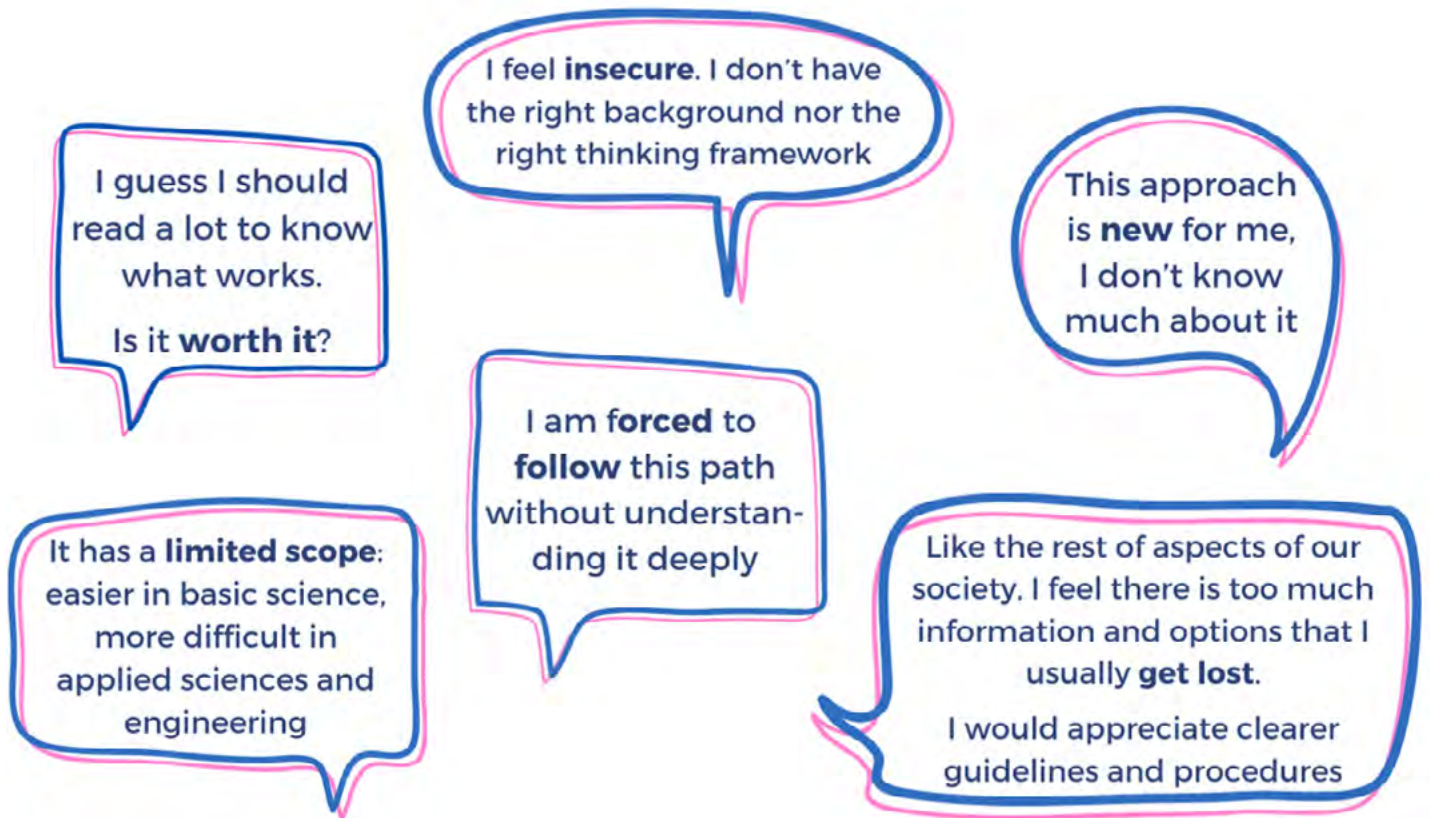 I feel insecure. I don't have
the right background nor the
right thinking framework
I guess I should
read a lot to know
what works.
Is it worth it?
This approach
is new for me,
I don't know
much about it
I am forced to
follow this path
without understan-
ding it deeply
It has a limited scope:
easier in basic science,
more difficult in
applied sciences and
engineering
Like the rest of aspects of our
society, I feel there is too much
information and options that I
usually get lost.
I would appreciate clearer
guidelines and procedures